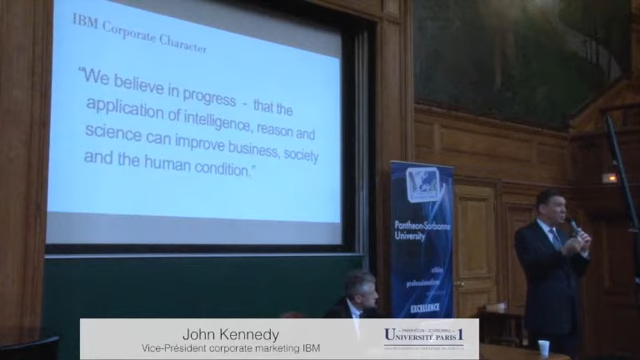 IBM Corporate Character
“We believe in progress - that the
application of intelligence, reason and
science can improve business, society
and the human condition.”
Pantheon-Sorbonne
University
EXCELLENCE
John Kennedy
Vice-Président corporate marketing IBM
UNIVERSITÉ PARIS 1